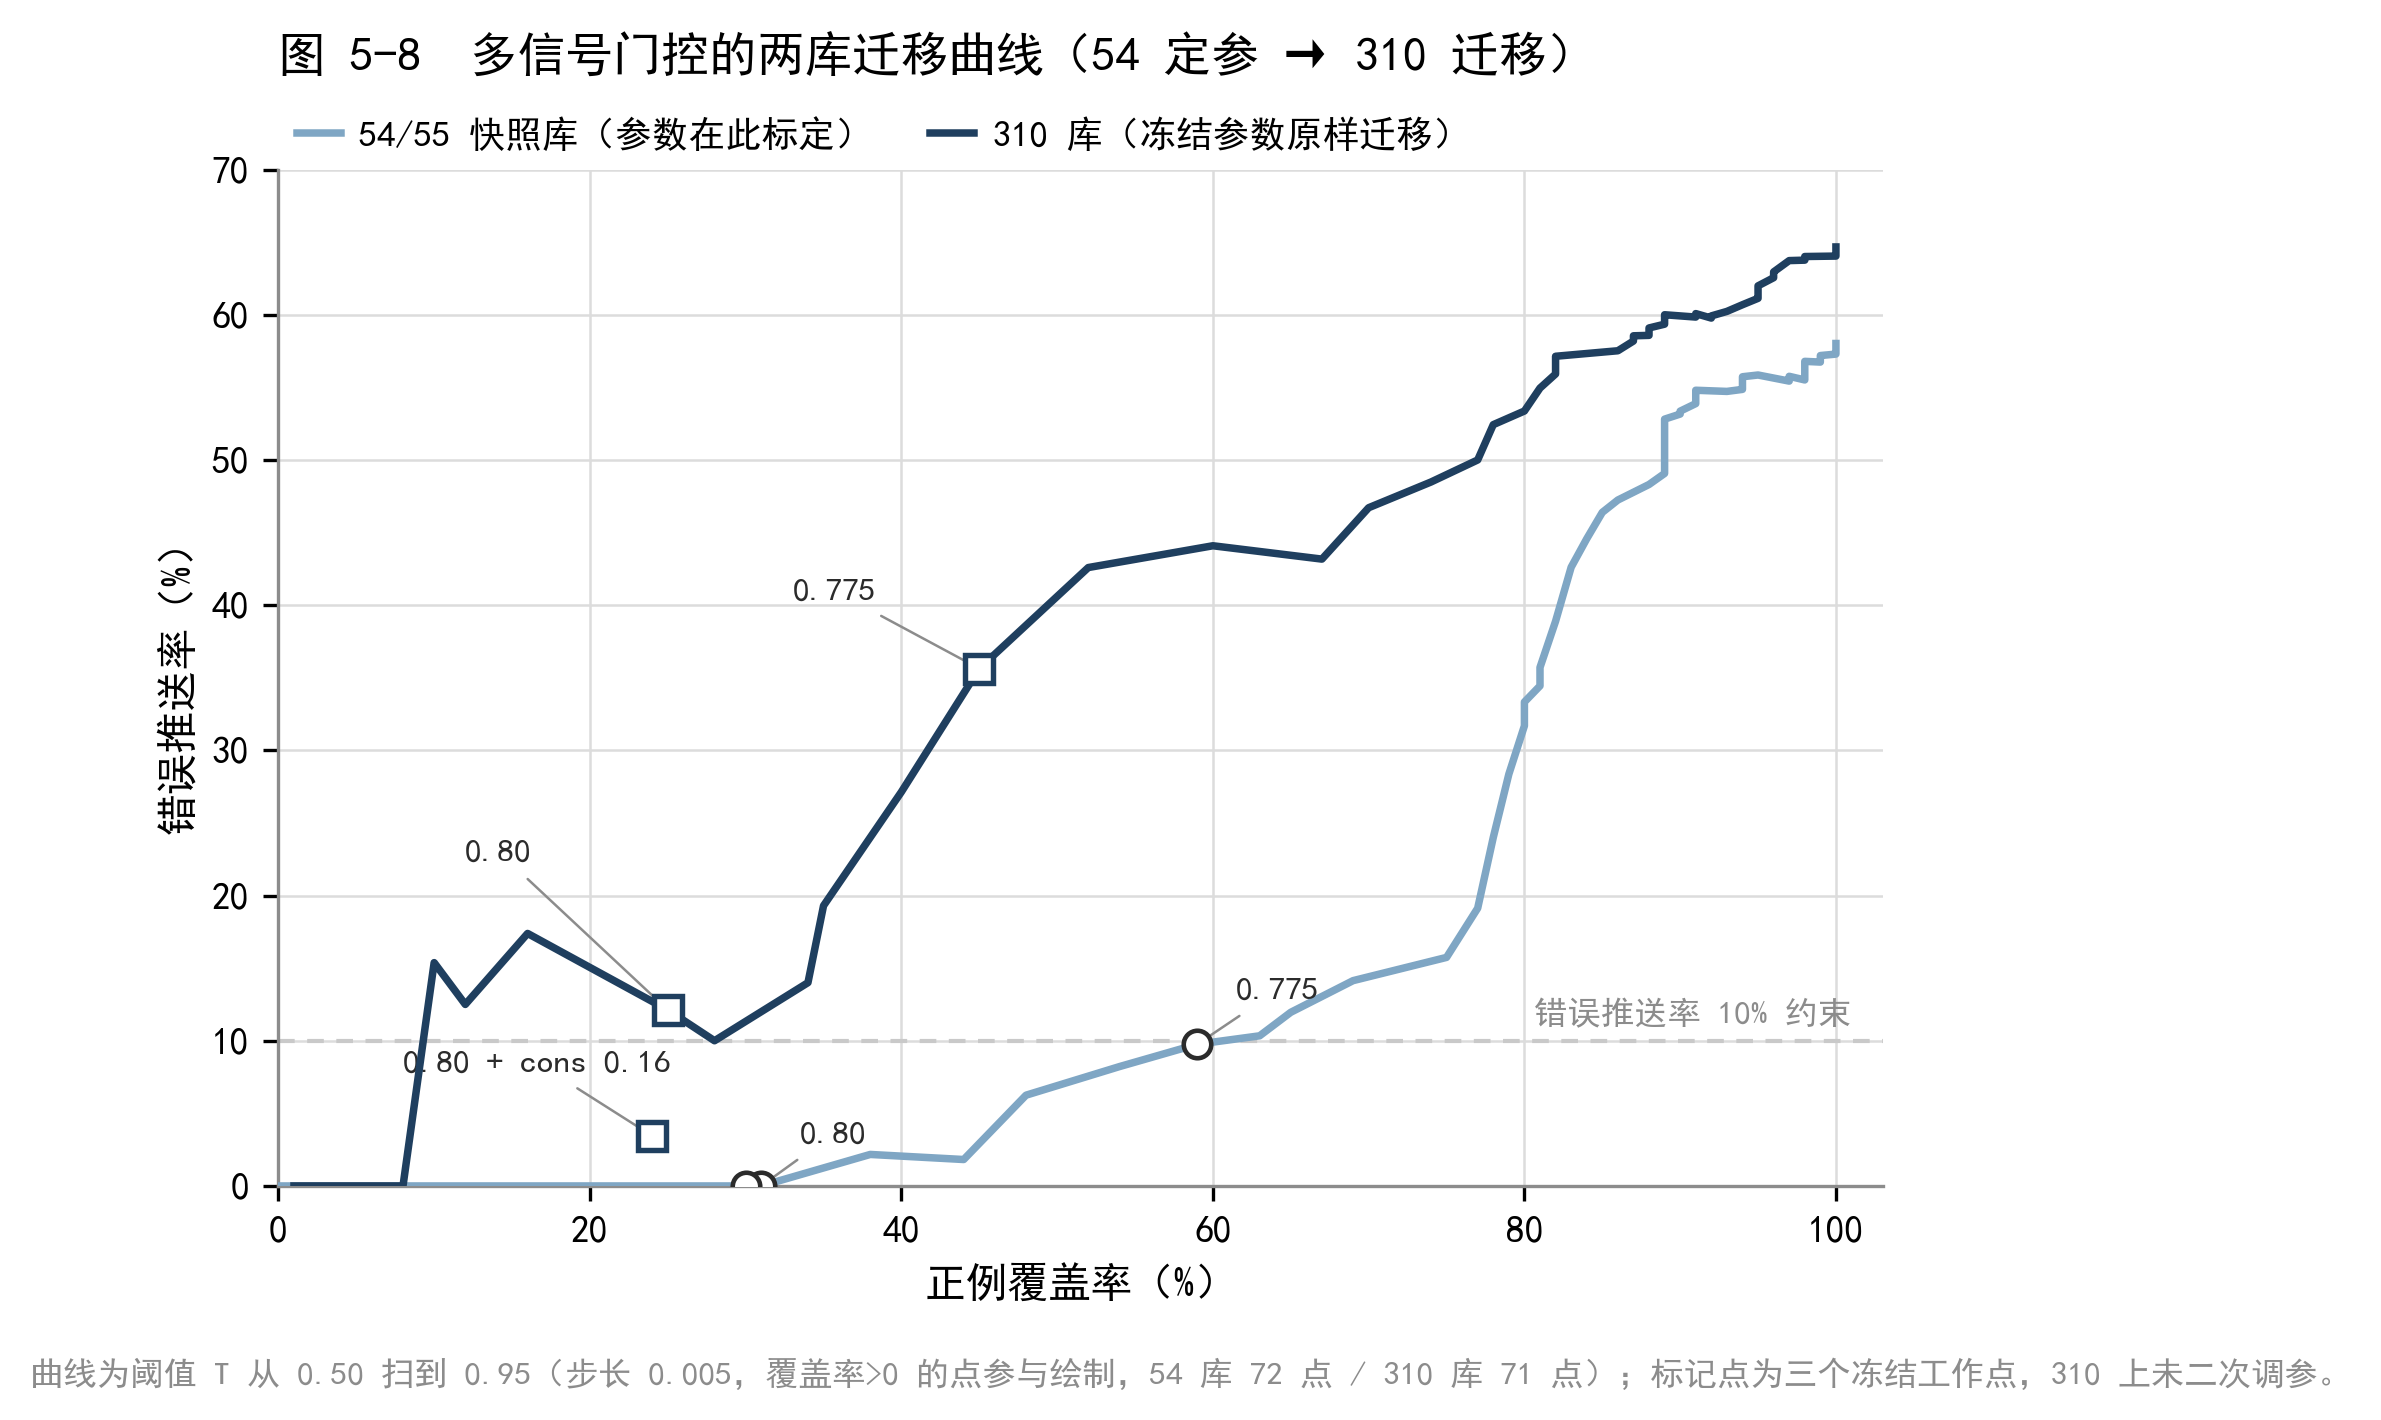 图 5-8 多信号门控的两库迁移曲线（54 定参 → 310 迁移）
54/55 快照库（参数在此标定） 310 库（冻结参数原样迁移）
70
60
50
40
30
20
10
0
错误推送率（%）
0.775
0.80
0.775
错误推送率 10% 约束
0.80 + cons 0.16
0.80
0 20 40 60 80 100
正例覆盖率（%）
曲线为阈值 T 从 0.50 扫到 0.95（步长 0.005，覆盖率>0 的点参与绘制，54 库 72 点 / 310 库 71 点）；标记点为三个冻结工作点，310 上未二次调参。